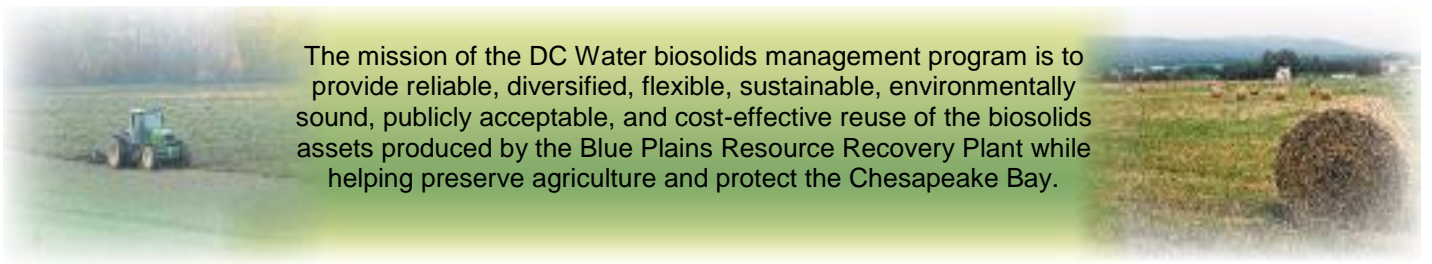 The mission of the DC Water biosolids management program is to
provide reliable, diversified, flexible, sustainable, environmentally
sound, publicly acceptable, and cost-effective reuse of the biosolids
assets produced by the Blue Plains Resource Recovery Plant while
helping preserve agriculture and protect the Chesapeake Bay.